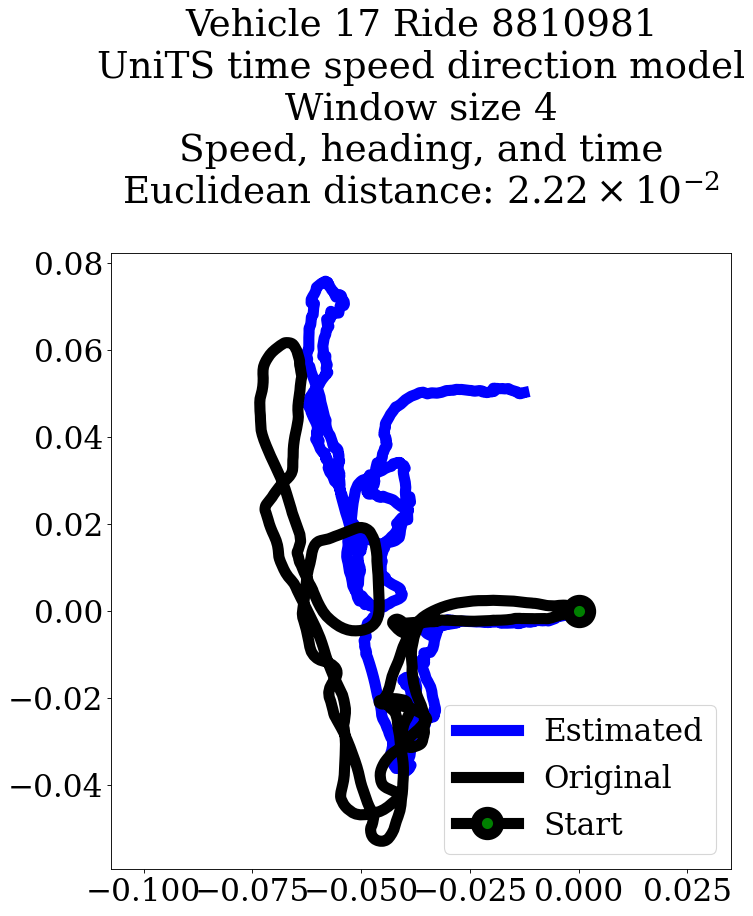 Vehicle 17 Ride 8810981
UniTS time speed direction model
Window size 4
Speed, heading, and time
Euclidean distance: 2.22 × 10⁻²
0.08
0.06
0.04
0.02
0.00
−0.02
−0.04
Estimated
Original
Start
−0.100 −0.075 −0.050 −0.025 0.000 0.025